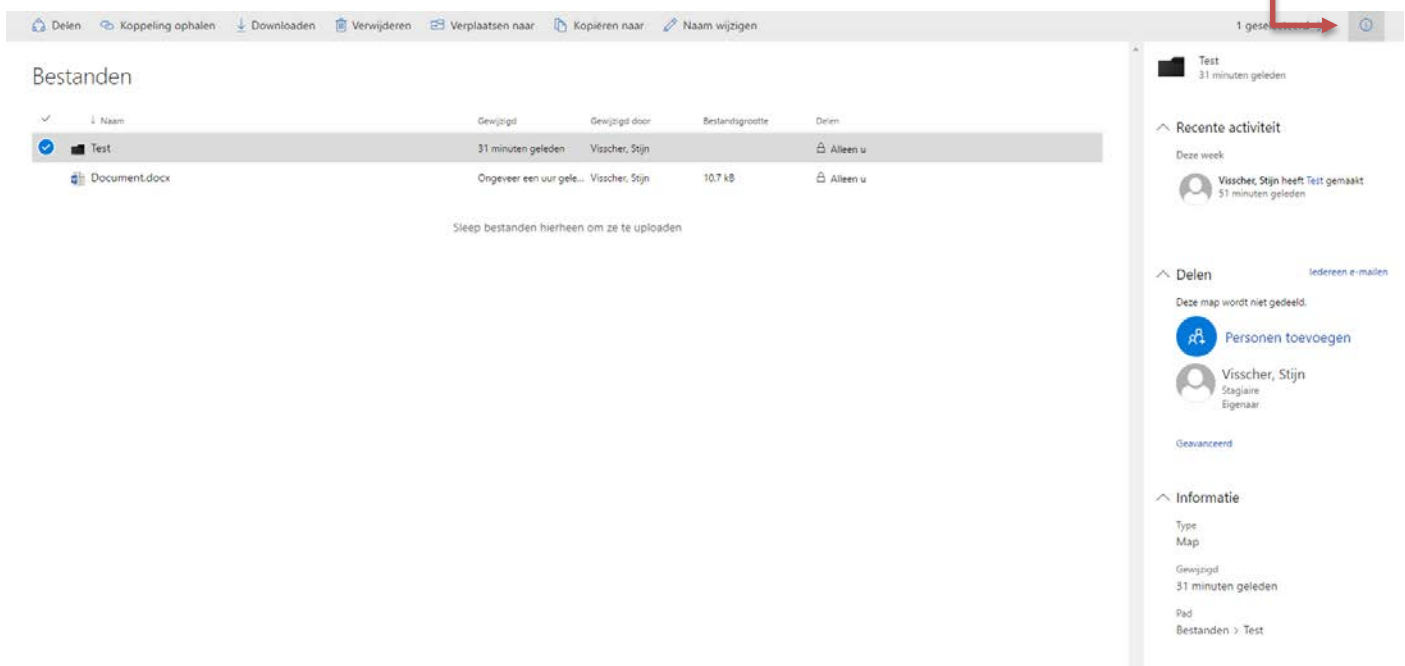 Delen Koppeling ophalen Downloaden Verwijderen Verplaatsen naar Kopiëren naar Naam wijzigen 1
Bestanden
Naam Gewijzigd Gewijzigd door Bestandsgrootte Delen
Test 31 minuten geleden Visscher, Stijn Alleen u
Document.docx Ongeveer een uur gele... Visscher, Stijn 10.7 kB Alleen u
Sleep bestanden hierheen om ze te uploaden
Test
31 minuten geleden
Recente activiteit
Deze week
Visscher, Stijn heeft Test gemaakt
51 minuten geleden
Delen Iedereen e-mailen
Deze map wordt niet gedeeld.
Personen toevoegen
Visscher, Stijn
Stagiaire
Eigenaar
Geavanceerd
Informatie
Type
Map
Gewijzigd
31 minuten geleden
Pad
Bestanden > Test